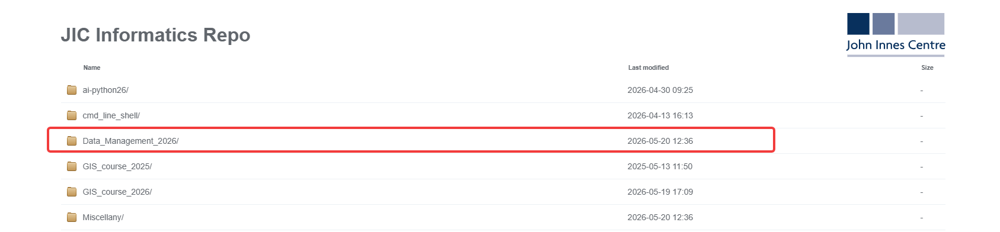 JIC Informatics Repo
John Innes Centre
Name Last modified Size
ai-python26/ 2026-04-30 09:25 -
cmd_line_shell/ 2026-04-13 16:13 -
Data_Management_2026/ 2026-05-20 12:36 -
GIS_course_2025/ 2025-05-13 11:50 -
GIS_course_2026/ 2026-05-19 17:09 -
Miscellany/ 2026-05-20 12:36 -